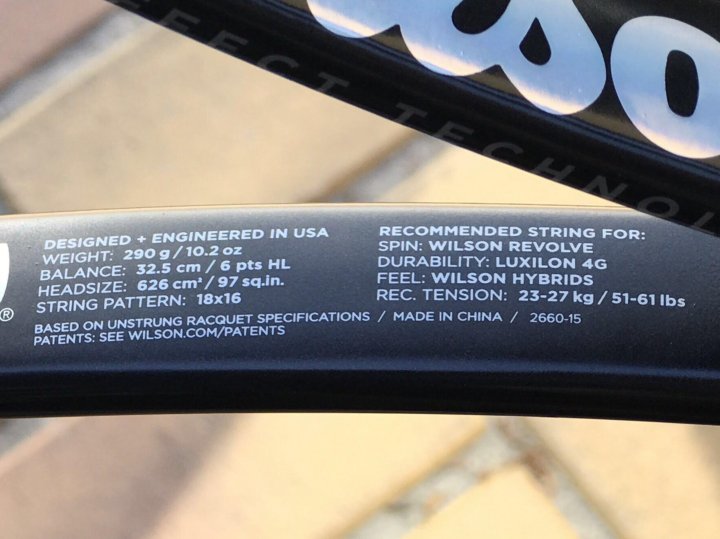 Wilson
EFFECT TECHNOL
DESIGNED + ENGINEERED IN USA
WEIGHT: 290 g / 10.2 oz
BALANCE: 32.5 cm / 6 pts HL
HEADSIZE: 626 cm² / 97 sq.in.
STRING PATTERN: 18x16
RECOMMENDED STRING FOR:
SPIN: WILSON REVOLVE
DURABILITY: LUXILON 4G
FEEL: WILSON HYBRIDS
REC. TENSION: 23-27 kg / 51-61 lbs
®
BASED ON UNSTRUNG RACQUET SPECIFICATIONS / MADE IN CHINA / 2660-15
PATENTS: SEE WILSON.COM/PATENTS